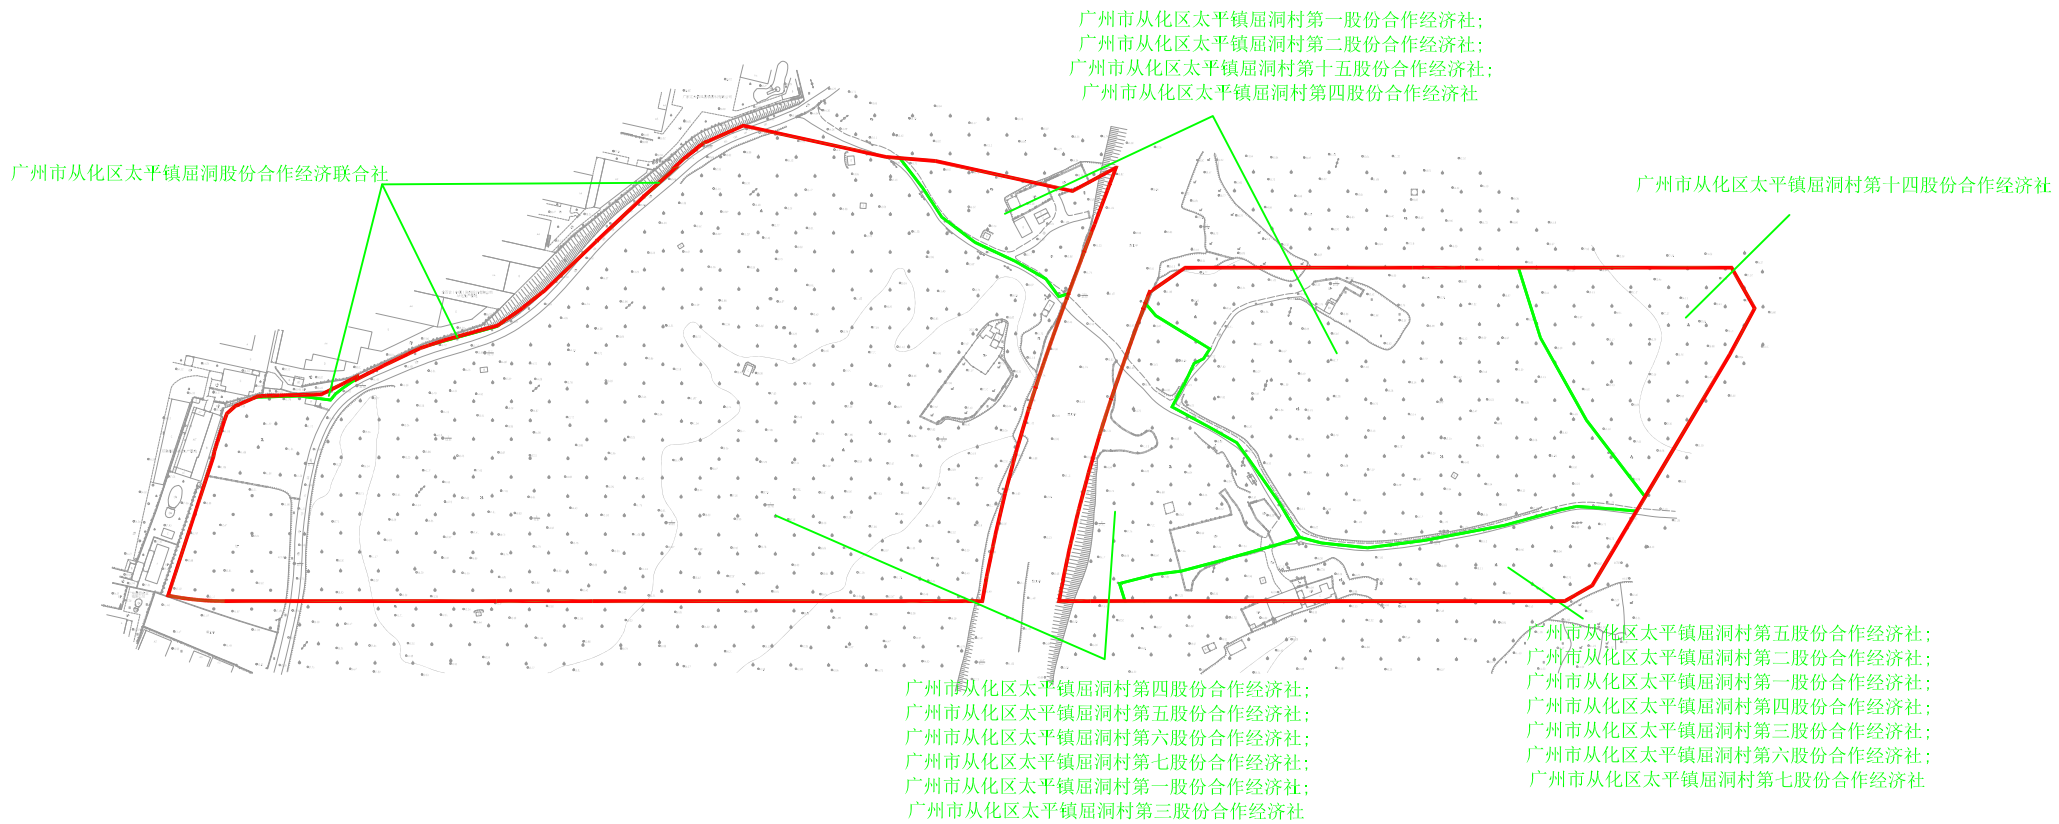 广州市从化区太平镇屈洞村第一股份合作经济社;
广州市从化区太平镇屈洞村第二股份合作经济社;
广州市从化区太平镇屈洞村第十五股份合作经济社;
广州市从化区太平镇屈洞村第四股份合作经济社
广州市从化区太平镇屈洞股份合作经济联合社
广州市从化区太平镇屈洞村第十四股份合作经济社
广州市从化区太平镇屈洞村第四股份合作经济社;
广州市从化区太平镇屈洞村第五股份合作经济社;
广州市从化区太平镇屈洞村第六股份合作经济社;
广州市从化区太平镇屈洞村第七股份合作经济社;
广州市从化区太平镇屈洞村第一股份合作经济社;
广州市从化区太平镇屈洞村第三股份合作经济社
广州市从化区太平镇屈洞村第五股份合作经济社;
广州市从化区太平镇屈洞村第二股份合作经济社;
广州市从化区太平镇屈洞村第一股份合作经济社;
广州市从化区太平镇屈洞村第四股份合作经济社;
广州市从化区太平镇屈洞村第三股份合作经济社;
广州市从化区太平镇屈洞村第六股份合作经济社;
广州市从化区太平镇屈洞村第七股份合作经济社